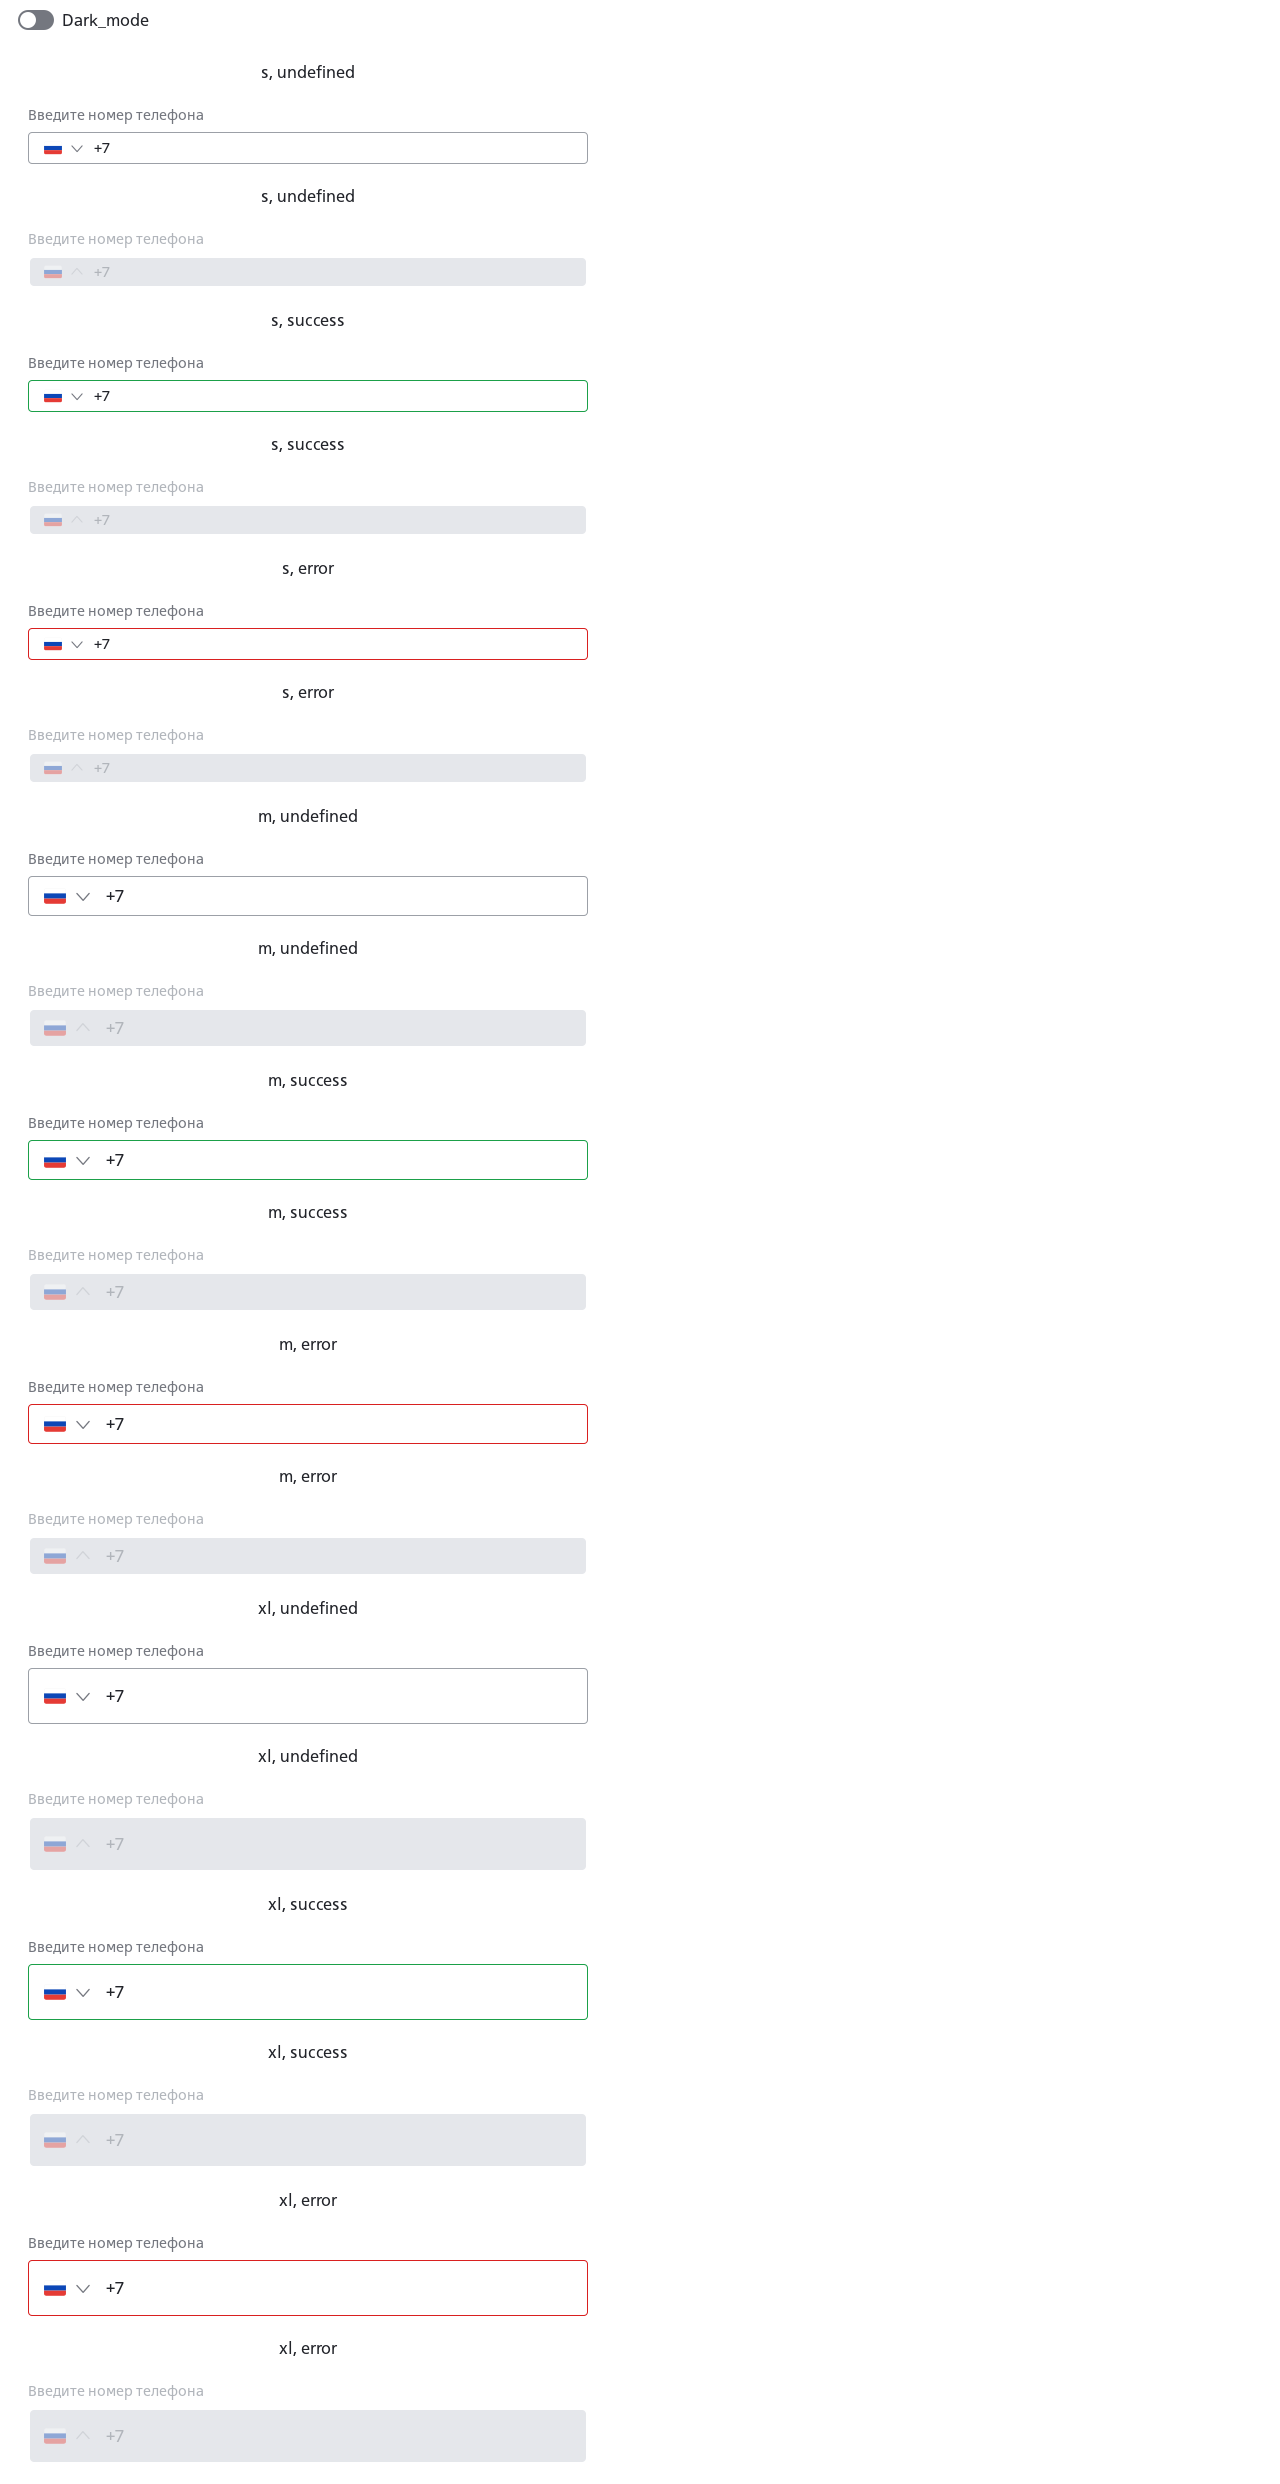 Dark_mode
s, undefined
Введите номер телефона
+7
s, undefined
Введите номер телефона
+7
s, success
Введите номер телефона
+7
s, success
Введите номер телефона
+7
s, error
Введите номер телефона
+7
s, error
Введите номер телефона
+7
m, undefined
Введите номер телефона
+7
m, undefined
Введите номер телефона
+7
m, success
Введите номер телефона
+7
m, success
Введите номер телефона
+7
m, error
Введите номер телефона
+7
m, error
Введите номер телефона
+7
xl, undefined
Введите номер телефона
+7
xl, undefined
Введите номер телефона
+7
xl, success
Введите номер телефона
+7
xl, success
Введите номер телефона
+7
xl, error
Введите номер телефона
+7
xl, error
Введите номер телефона
+7